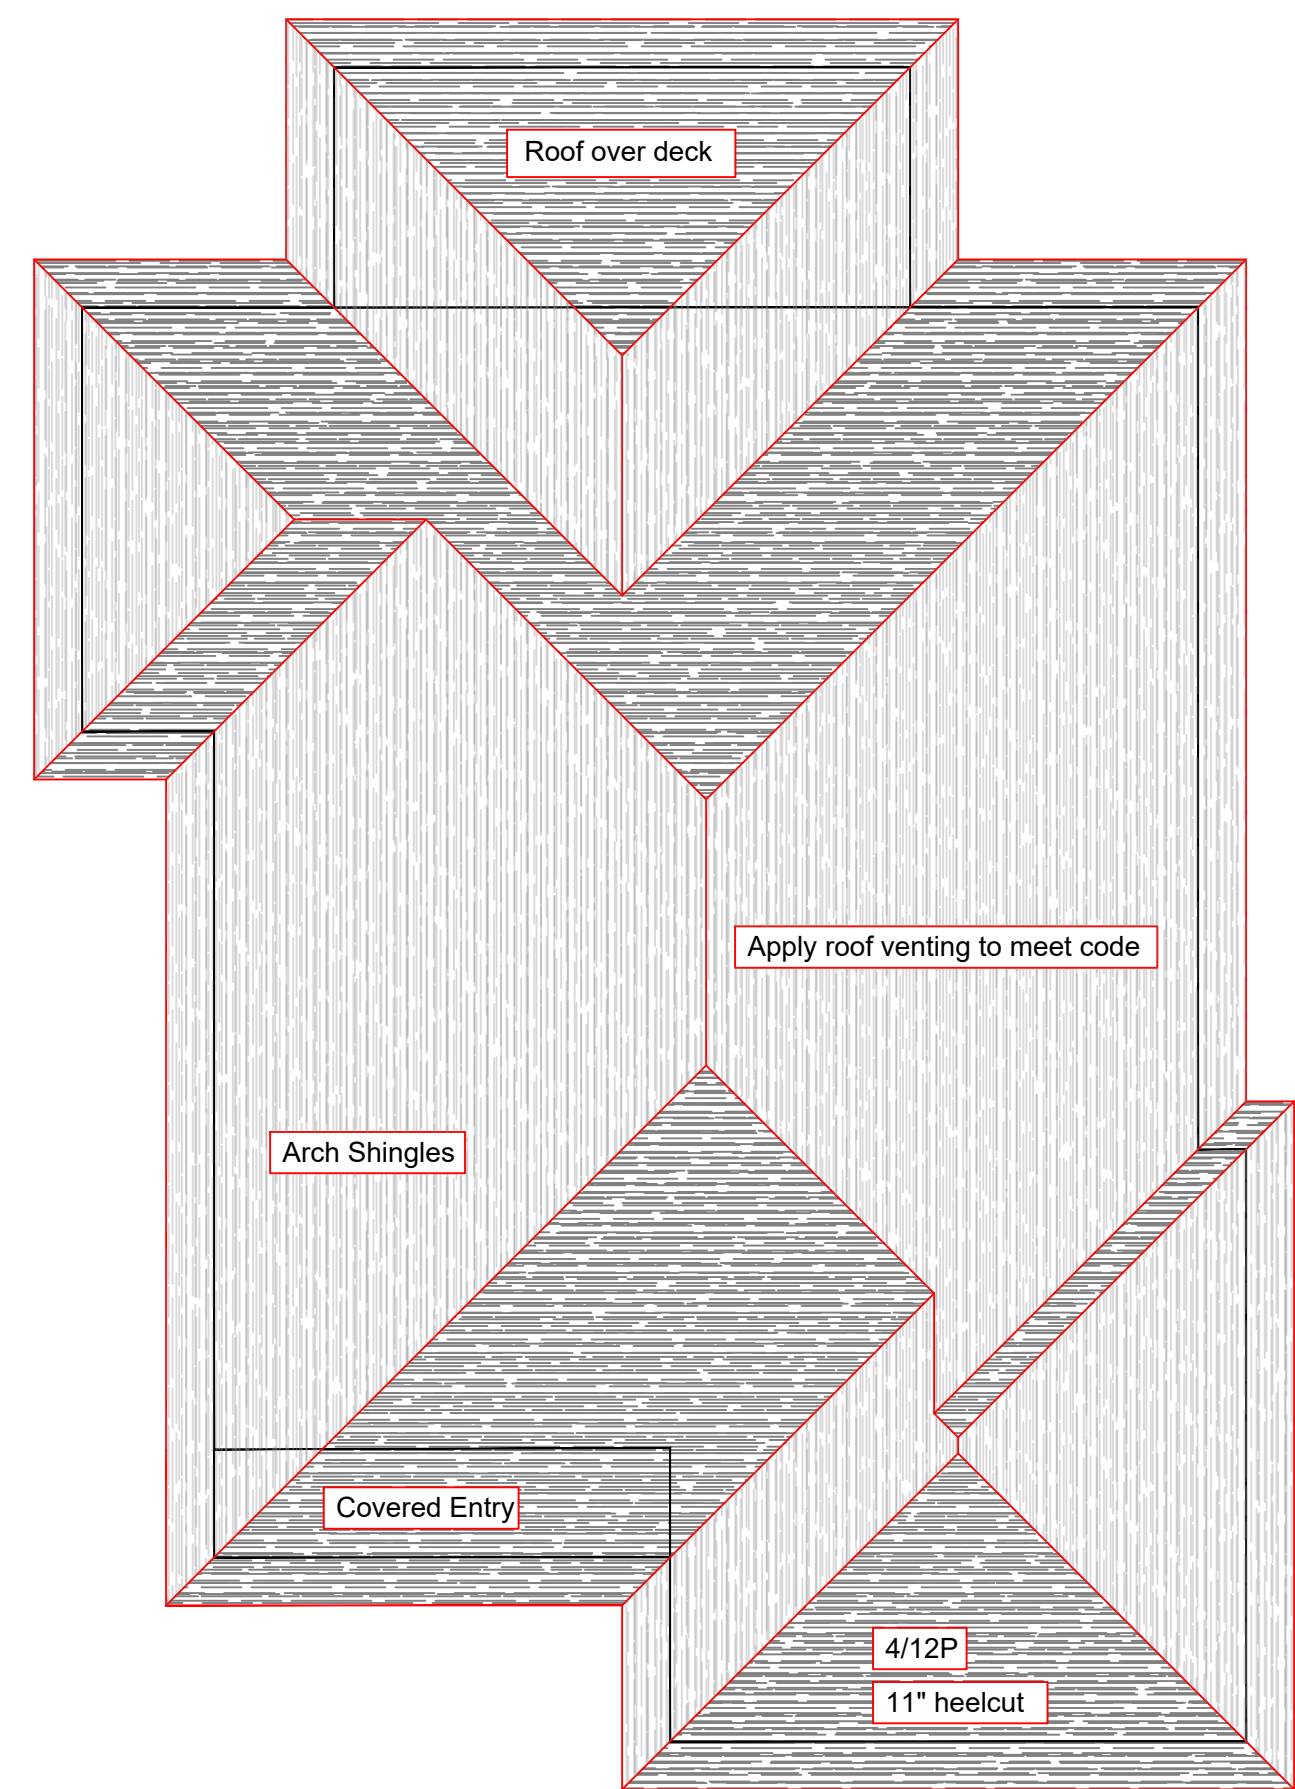 Roof over deck
Apply roof venting to meet code
Arch Shingles
Covered Entry
4/12P
11" heelcut